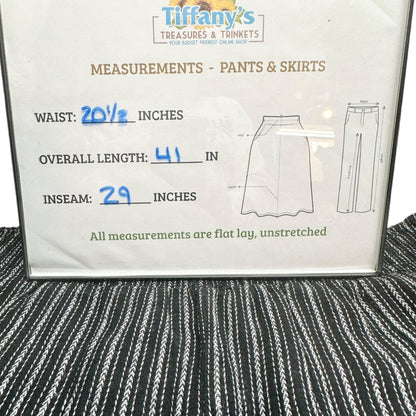 Tiffany's
TREASURES & TRINKETS
YOUR BUDGET FRIENDLY ONLINE SHOP
MEASUREMENTS - PANTS & SKIRTS
WAIST: 20 1/2 INCHES
OVERALL LENGTH: 41 IN
INSEAM: 29 INCHES
All measurements are flat lay, unstretched